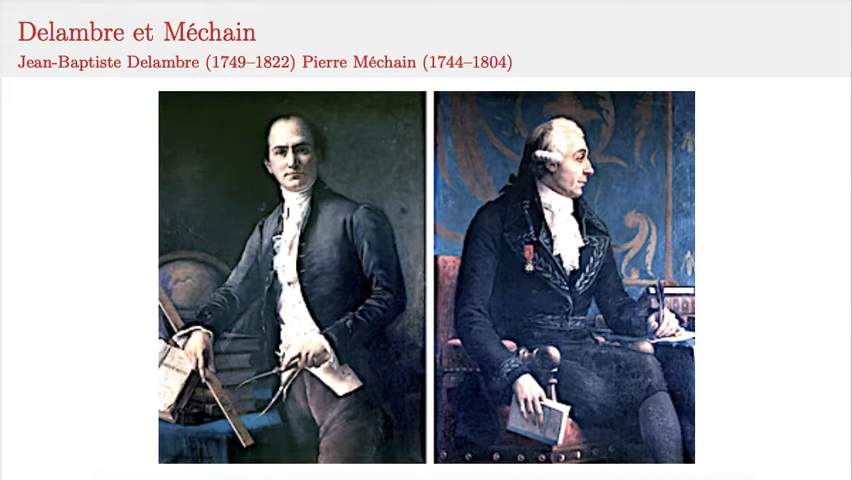 Delambre et Méchain
Jean-Baptiste Delambre (1749–1822) Pierre Méchain (1744–1804)